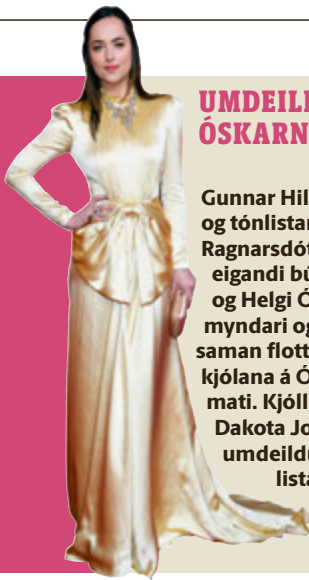 UMDEIL
ÓSKARN
Gunnar Hil
og tónlistar
Ragnarsdót
eigandi bú
og Helgi Ó
myndari og
saman flott
kjólana á Ó
mati. Kjóll
Dakota Jo
umdeildu
lista